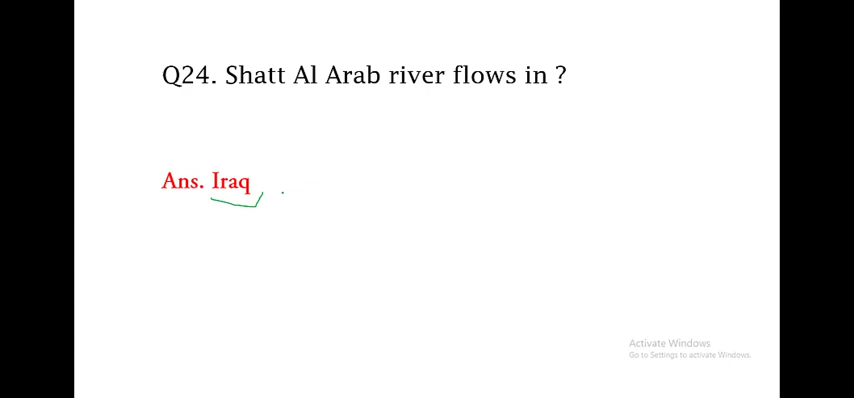 Q24. Shatt Al Arab river flows in ?
Ans. Iraq
Activate Windows
Go to Settings to activate Windows.